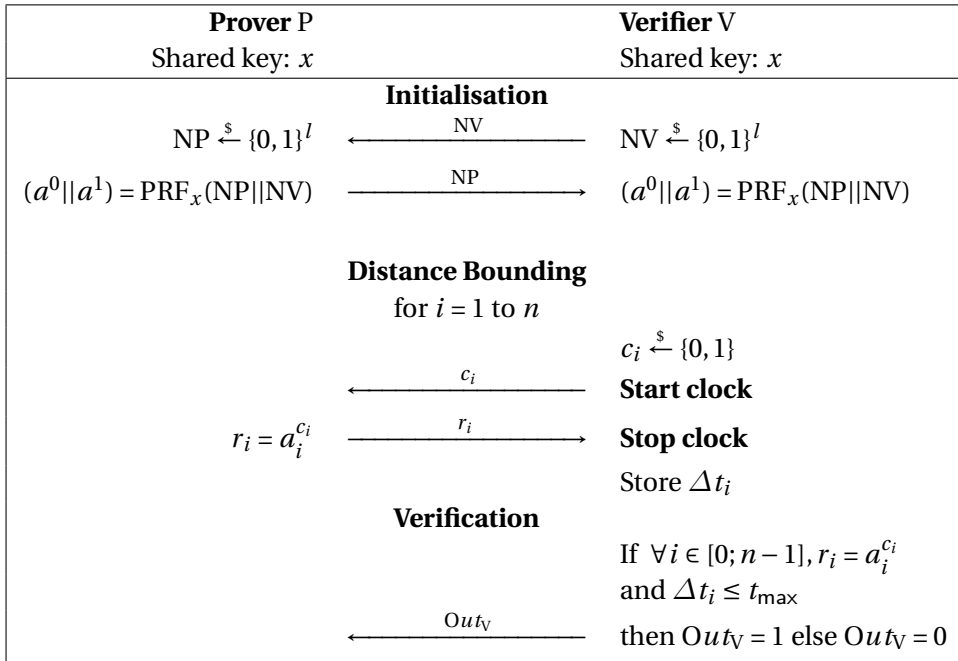 Prover P Verifier V
Shared key: x Shared key: x
Initialisation
NP ←$ {0, 1}^l NV NV ←$ {0, 1}^l
(a^0||a^1) = PRF_x(NP||NV) NP (a^0||a^1) = PRF_x(NP||NV)
Distance Bounding
for i = 1 to n
c_i ←$ {0, 1}
c_i Start clock
r_i = a_i^{c_i} r_i Stop clock
Store Δt_i
Verification
If ∀i ∈ [0; n − 1], r_i = a_i^{c_i}
and Δt_i ≤ t_max
Out_V then Out_V = 1 else Out_V = 0